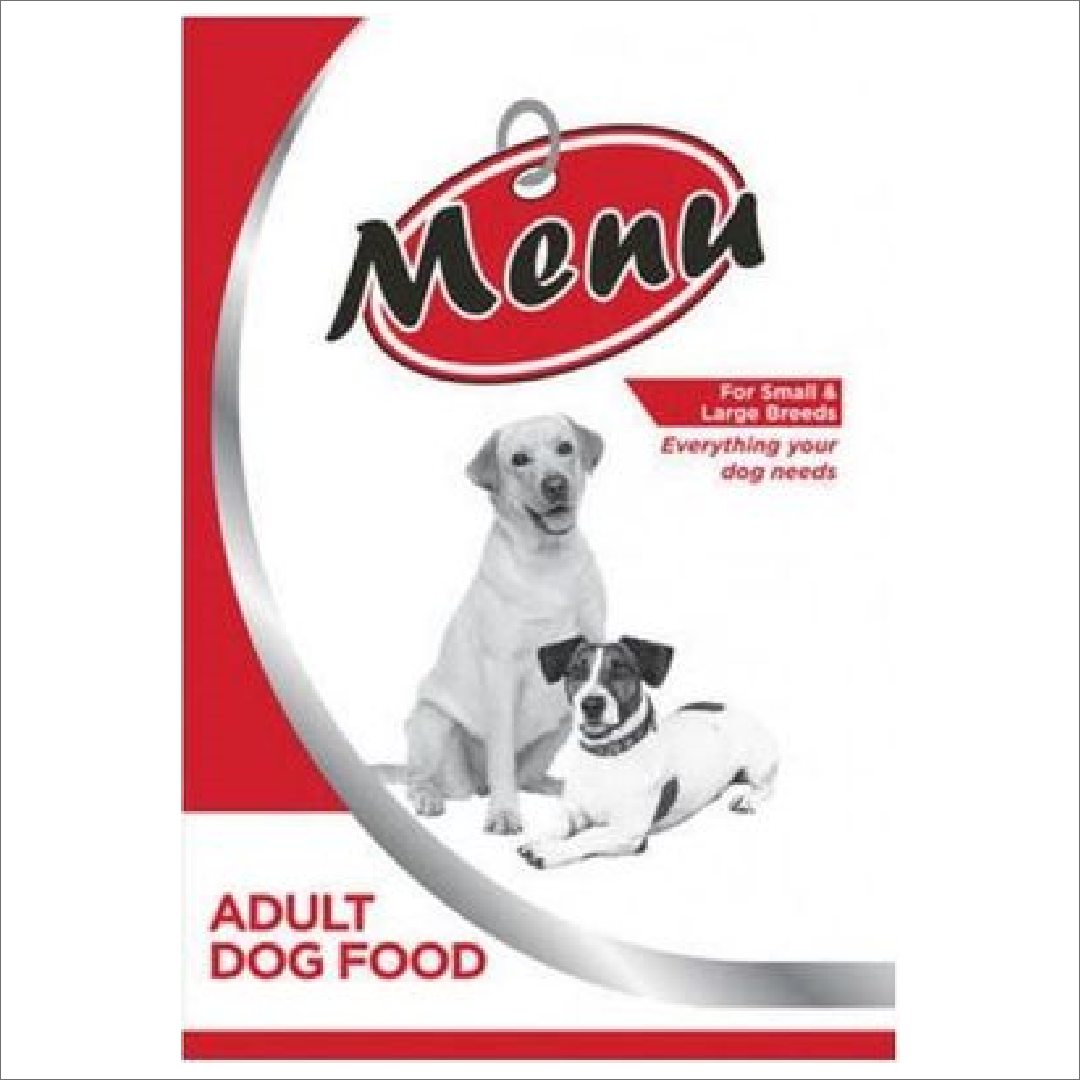 Menu
For Small &
Large Breeds
Everything your
dog needs
ADULT
DOG FOOD